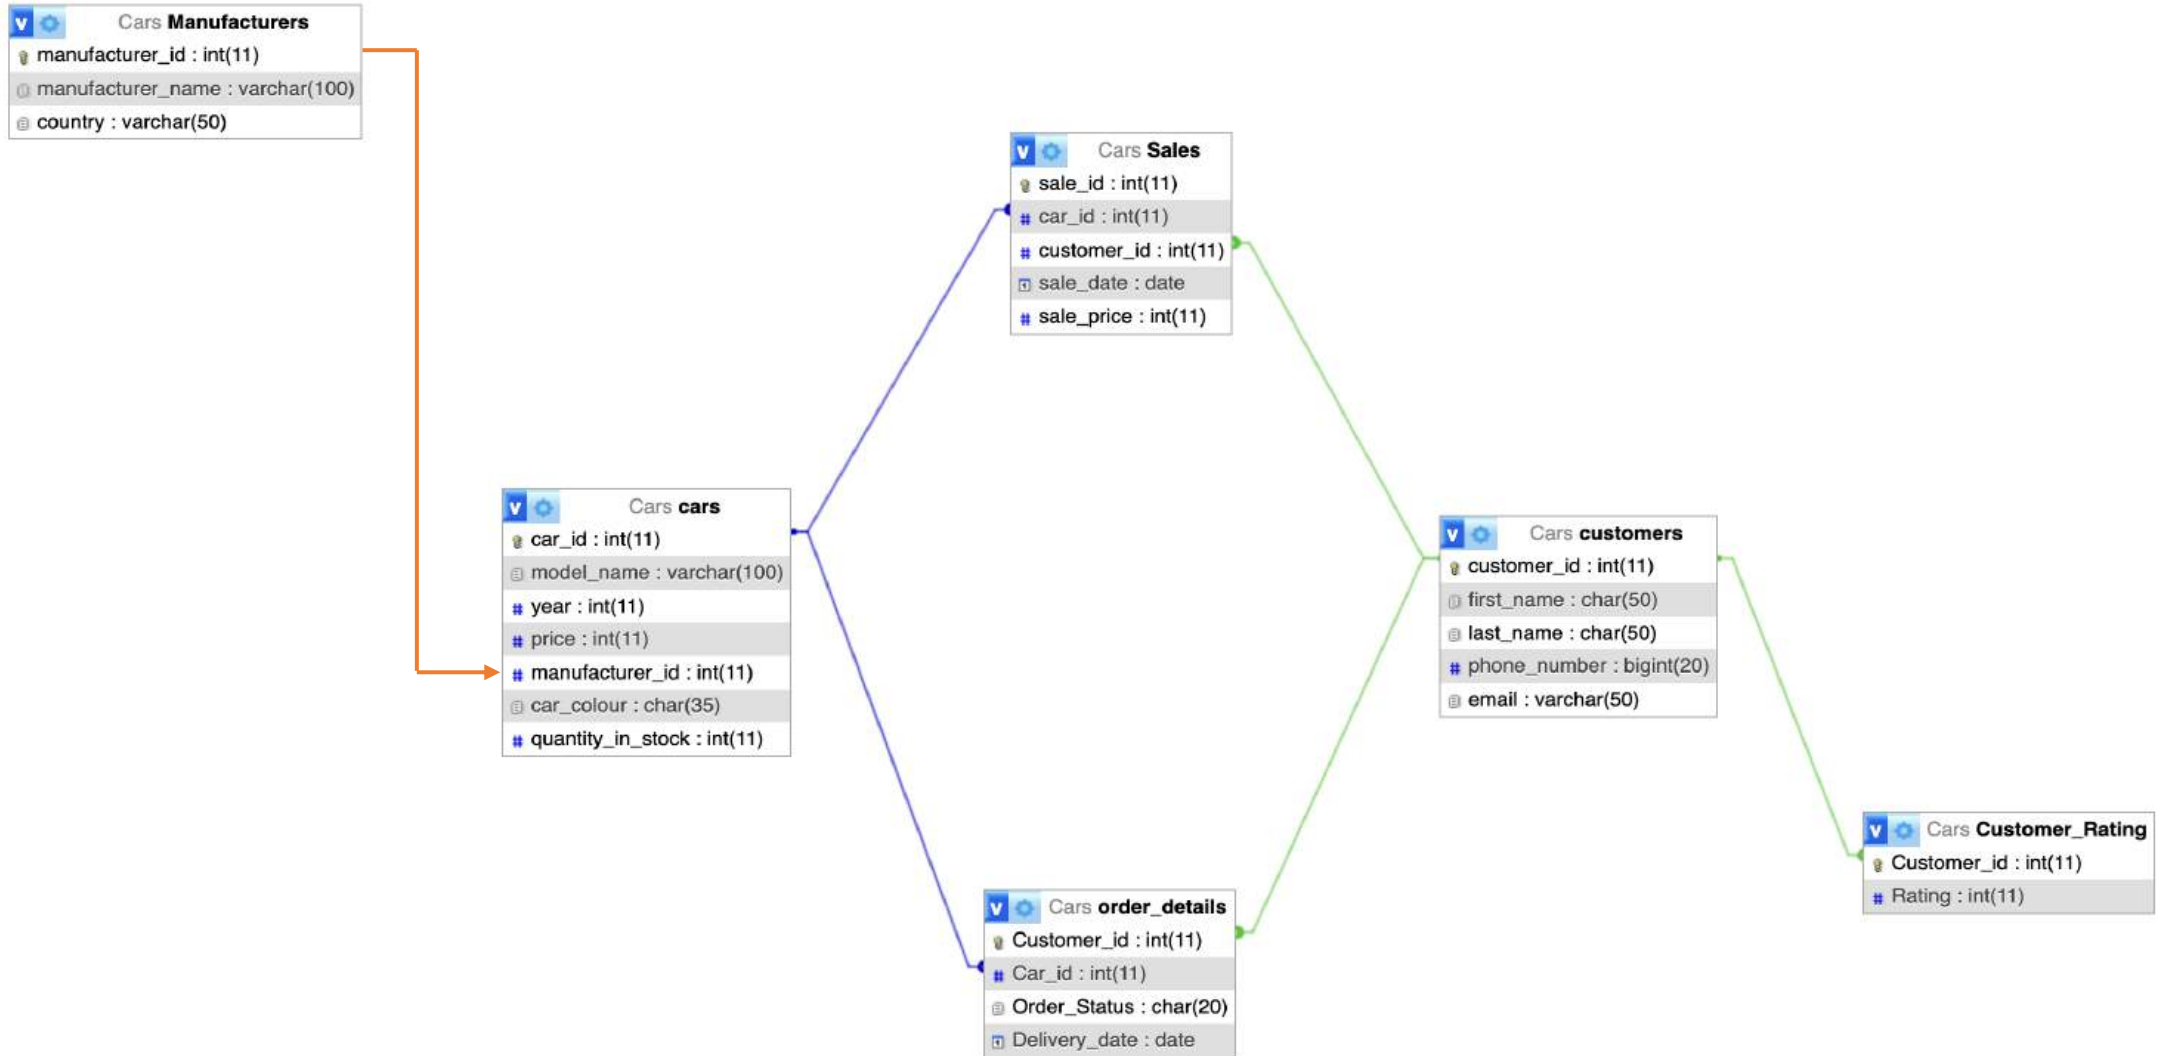 Cars Manufacturers
manufacturer_id : int(11)
manufacturer_name : varchar(100)
country : varchar(50)
Cars Sales
sale_id : int(11)
car_id : int(11)
customer_id : int(11)
sale_date : date
sale_price : int(11)
Cars cars
car_id : int(11)
model_name : varchar(100)
year : int(11)
price : int(11)
manufacturer_id : int(11)
car_colour : char(35)
quantity_in_stock : int(11)
Cars customers
customer_id : int(11)
first_name : char(50)
last_name : char(50)
phone_number : bigint(20)
email : varchar(50)
Cars Customer_Rating
Customer_id : int(11)
Rating : int(11)
Cars order_details
Customer_id : int(11)
Car_id : int(11)
Order_Status : char(20)
Delivery_date : date